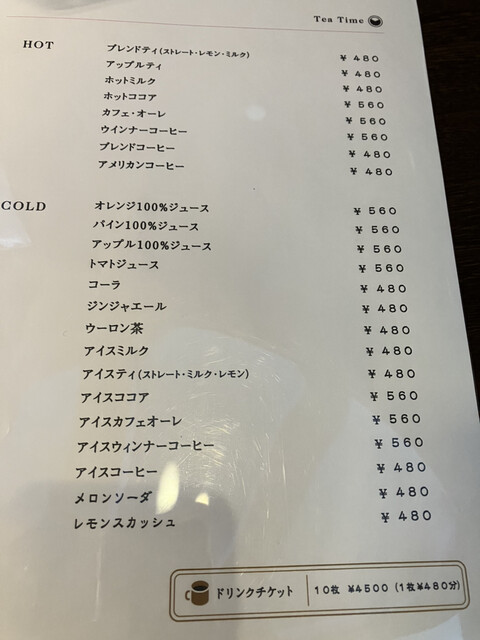 Tea Time
HOT
ブレンドティ(ストレート・レモン・ミルク) ¥ 480
アップルティ ¥ 480
ホットミルク ¥ 480
ホットココア ¥ 560
カフェ・オーレ ¥ 560
ウインナーコーヒー ¥ 560
ブレンドコーヒー ¥ 480
アメリカンコーヒー ¥ 480
COLD
オレンジ100%ジュース ¥ 560
パイン100%ジュース ¥ 560
アップル100%ジュース ¥ 560
トマトジュース ¥ 560
コーラ ¥ 480
ジンジャエール ¥ 480
ウーロン茶 ¥ 480
アイスミルク ¥ 480
アイスティ(ストレート・ミルク・レモン) ¥ 480
アイスココア ¥ 560
アイスカフェオーレ ¥ 560
アイスウィンナーコーヒー ¥ 560
アイスコーヒー ¥ 480
メロンソーダ ¥ 480
レモンスカッシュ ¥ 480
ドリンクチケット 10枚 ¥4500 (1枚¥480分)